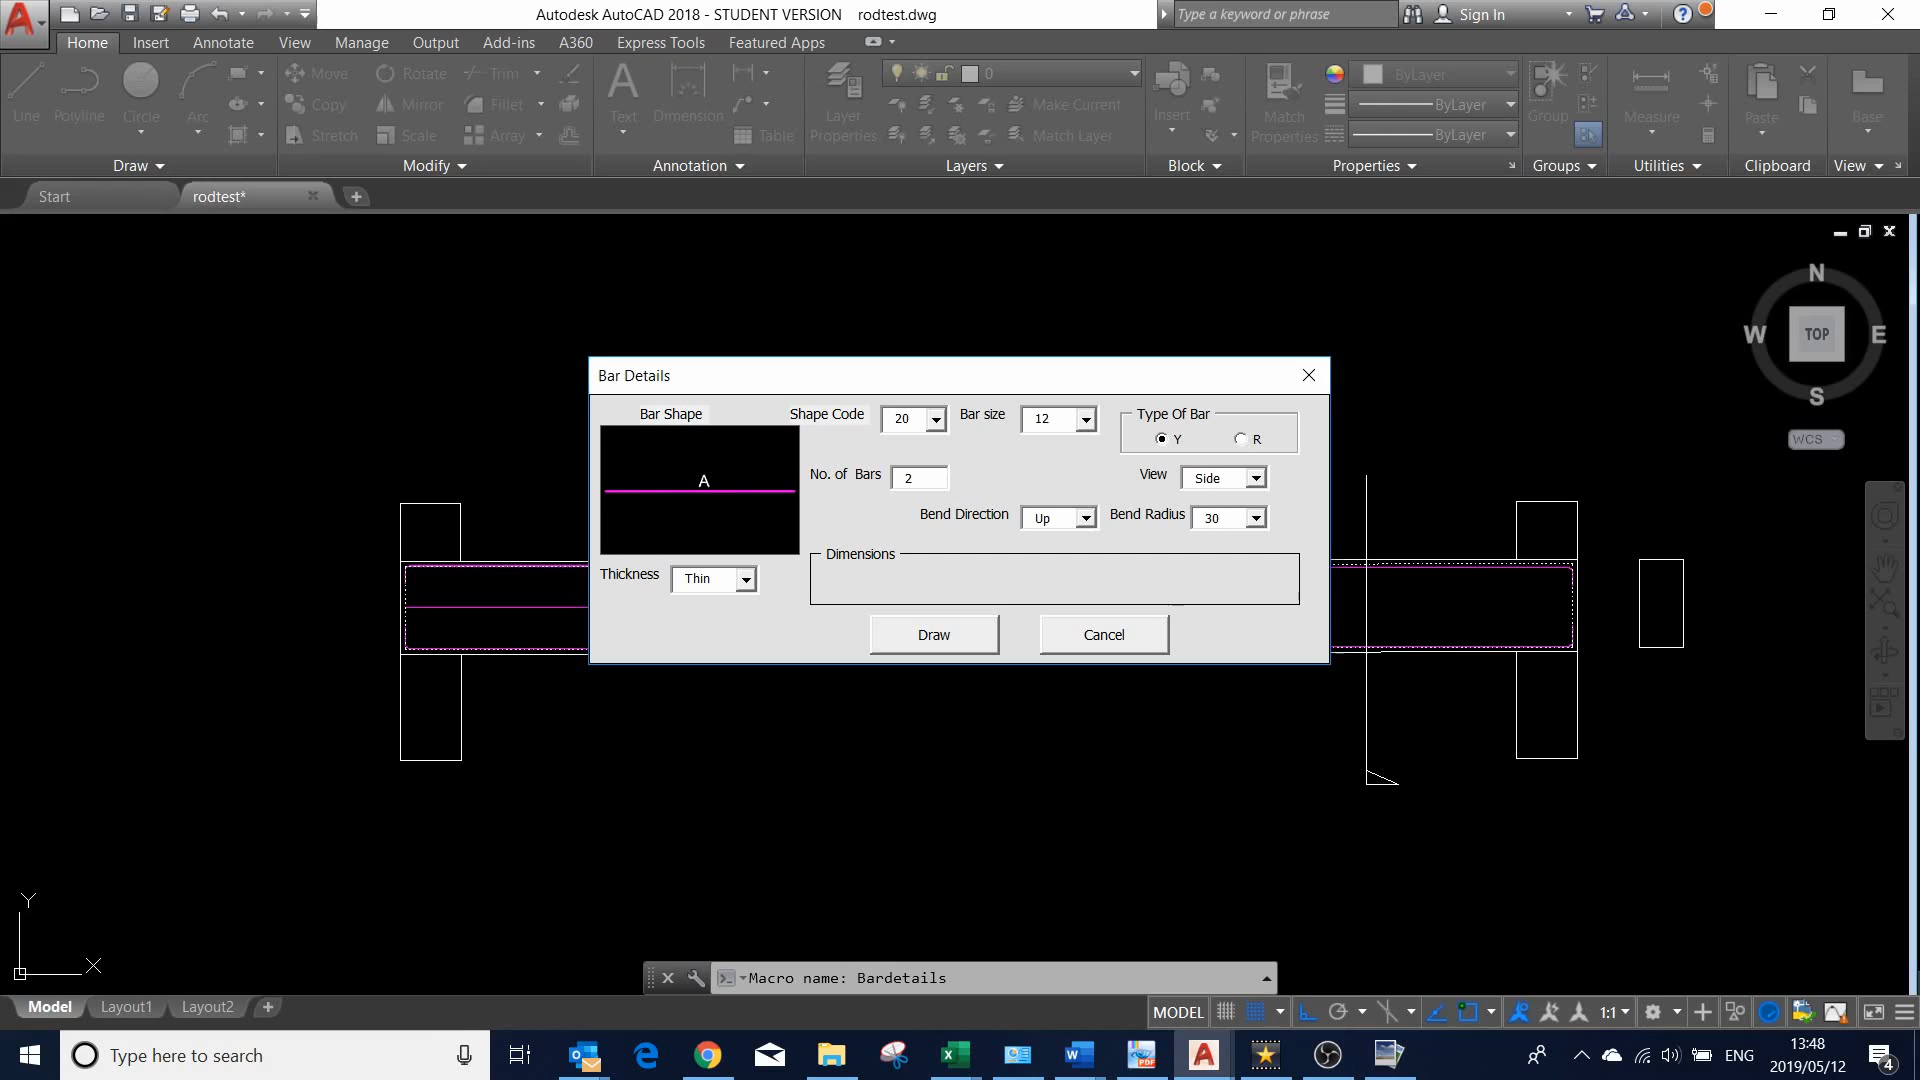 Autodesk AutoCAD 2018 - STUDENT VERSION rodtest.dwg
Type a keyword or phrase
Sign In
Home Insert Annotate View Manage Output Add-ins A360 Express Tools Featured Apps
Line Polyline Circle Arc
Move Rotate Trim
Copy Mirror Fillet
Stretch Scale Array
Text Dimension Table
Layer Properties
0
Make Current
Match Layer
Insert
Match Properties
ByLayer
ByLayer
ByLayer
Group
Measure
Paste
Base
Draw Modify Annotation Layers Block Properties Groups Utilities Clipboard View
Start rodtest*
N
W TOP E
S
WCS
Bar Details
Bar Shape Shape Code 20 Bar size 12 Type Of Bar
Y R
A
No. of Bars 2 View Side
Bend Direction Up Bend Radius 30
Dimensions
Thickness Thin
Draw Cancel
Y
X
Macro name: Bardetails
Model Layout1 Layout2
MODEL 1:1
Type here to search
ENG
13:48
2019/05/12
4